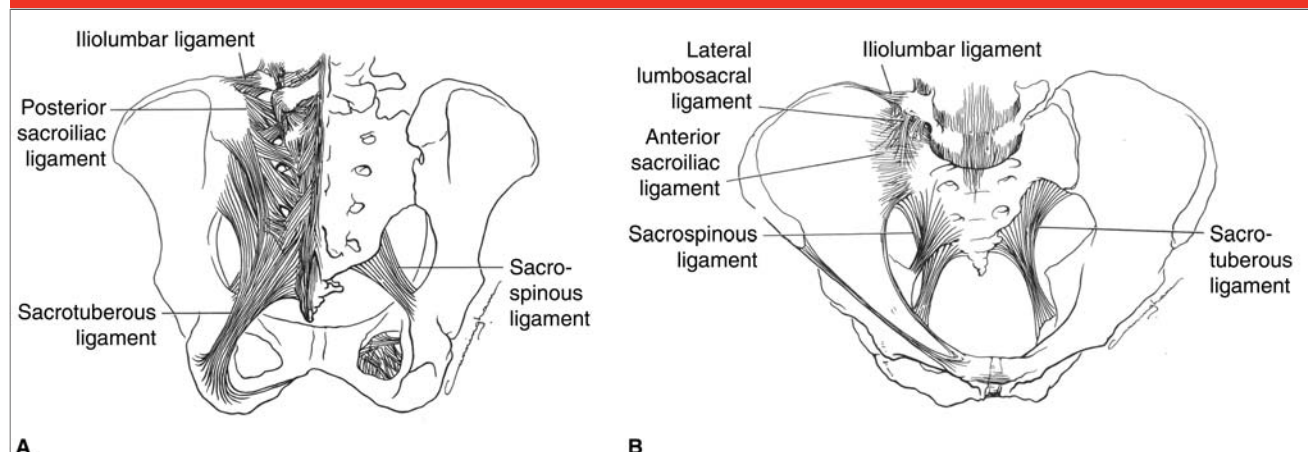 Iliolumbar ligament
Posterior
sacroiliac
ligament
Sacrotuberous
ligament
Sacro-
spinous
ligament
A
Lateral
lumbosacral
ligament
Iliolumbar ligament
Anterior
sacroiliac
ligament
Sacrospinous
ligament
Sacro-
tuberous
ligament
B